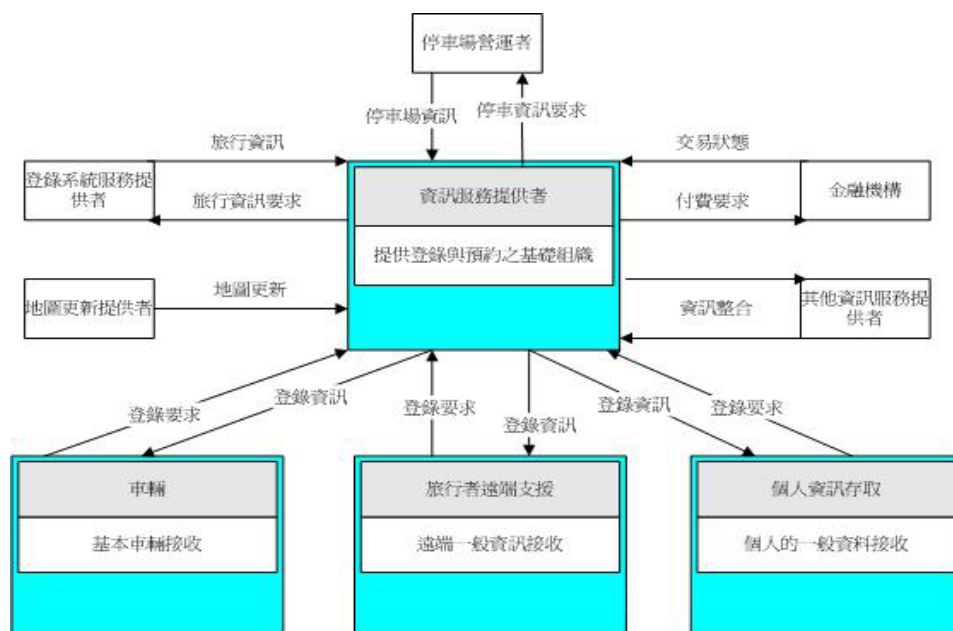 停車場營運者
停車場資訊
停車資訊要求
旅行資訊
交易狀態
登錄系統服務提
供者
旅行資訊要求
資訊服務提供者
付費要求
金融機構
提供登錄與預約之基礎組織
地圖更新提供者
地圖更新
資訊整合
其他資訊服務提
供者
登錄要求
登錄資訊
登錄要求
登錄資訊
登錄資訊
登錄要求
車輛
基本車輛接收
旅行者遠端支援
遠端一般資訊接收
個人資訊存取
個人的一般資料接收